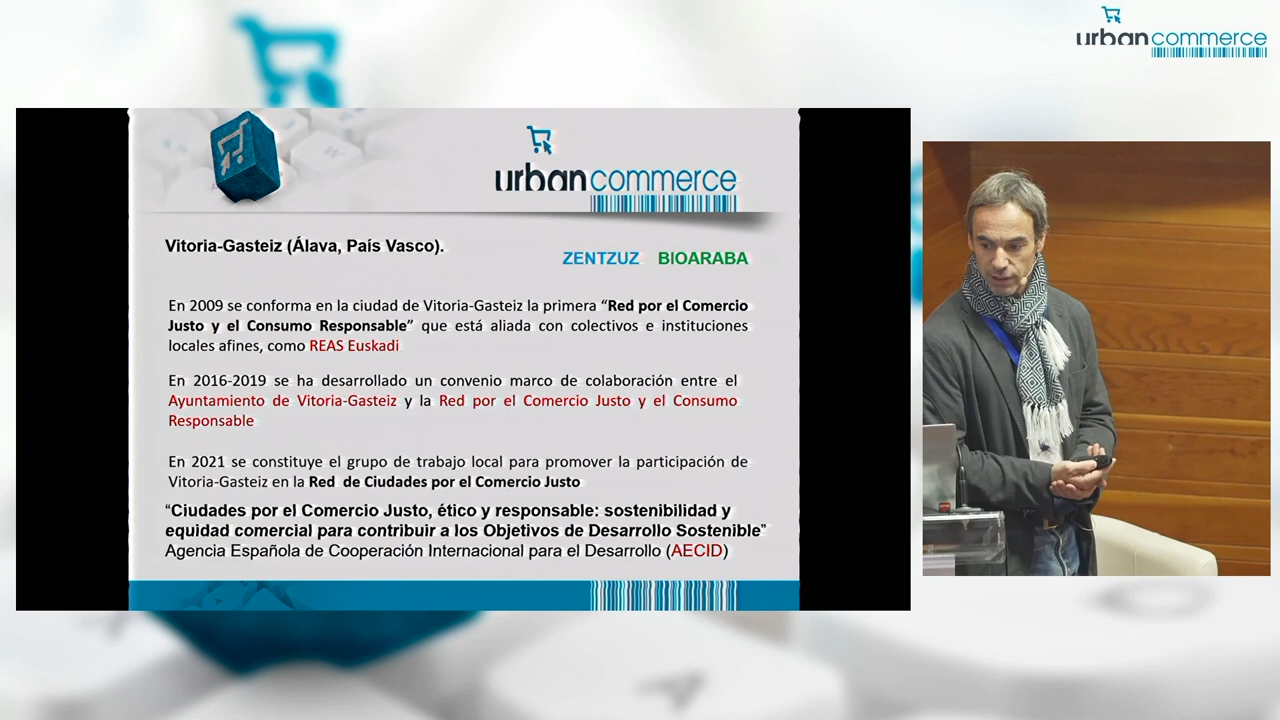 urbancommerce
urbancommerce
Vitoria-Gasteiz (Álava, País Vasco).
ZENTZUZ BIOARABA
En 2009 se conforma en la ciudad de Vitoria-Gasteiz la primera “Red por el Comercio
Justo y el Consumo Responsable” que está aliada con colectivos e instituciones
locales afines, como REAS Euskadi
En 2016-2019 se ha desarrollado un convenio marco de colaboración entre el
Ayuntamiento de Vitoria-Gasteiz y la Red por el Comercio Justo y el Consumo
Responsable
En 2021 se constituye el grupo de trabajo local para promover la participación de
Vitoria-Gasteiz en la Red de Ciudades por el Comercio Justo
“Ciudades por el Comercio Justo, ético y responsable: sostenibilidad y
equidad comercial para contribuir a los Objetivos de Desarrollo Sostenible”
Agencia Española de Cooperación Internacional para el Desarrollo (AECID)